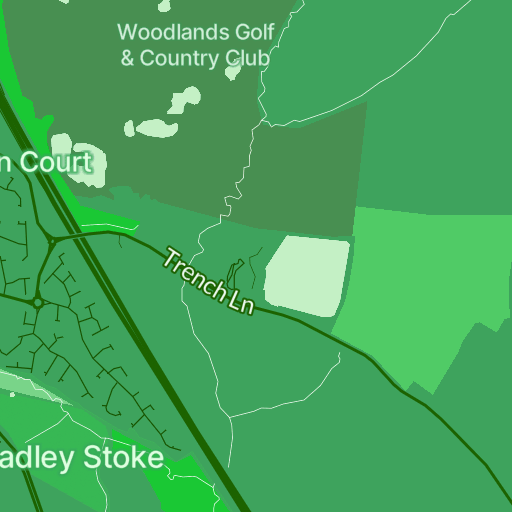 Woodlands Golf
& Country Club
n Court
Trench Ln
adley Stoke